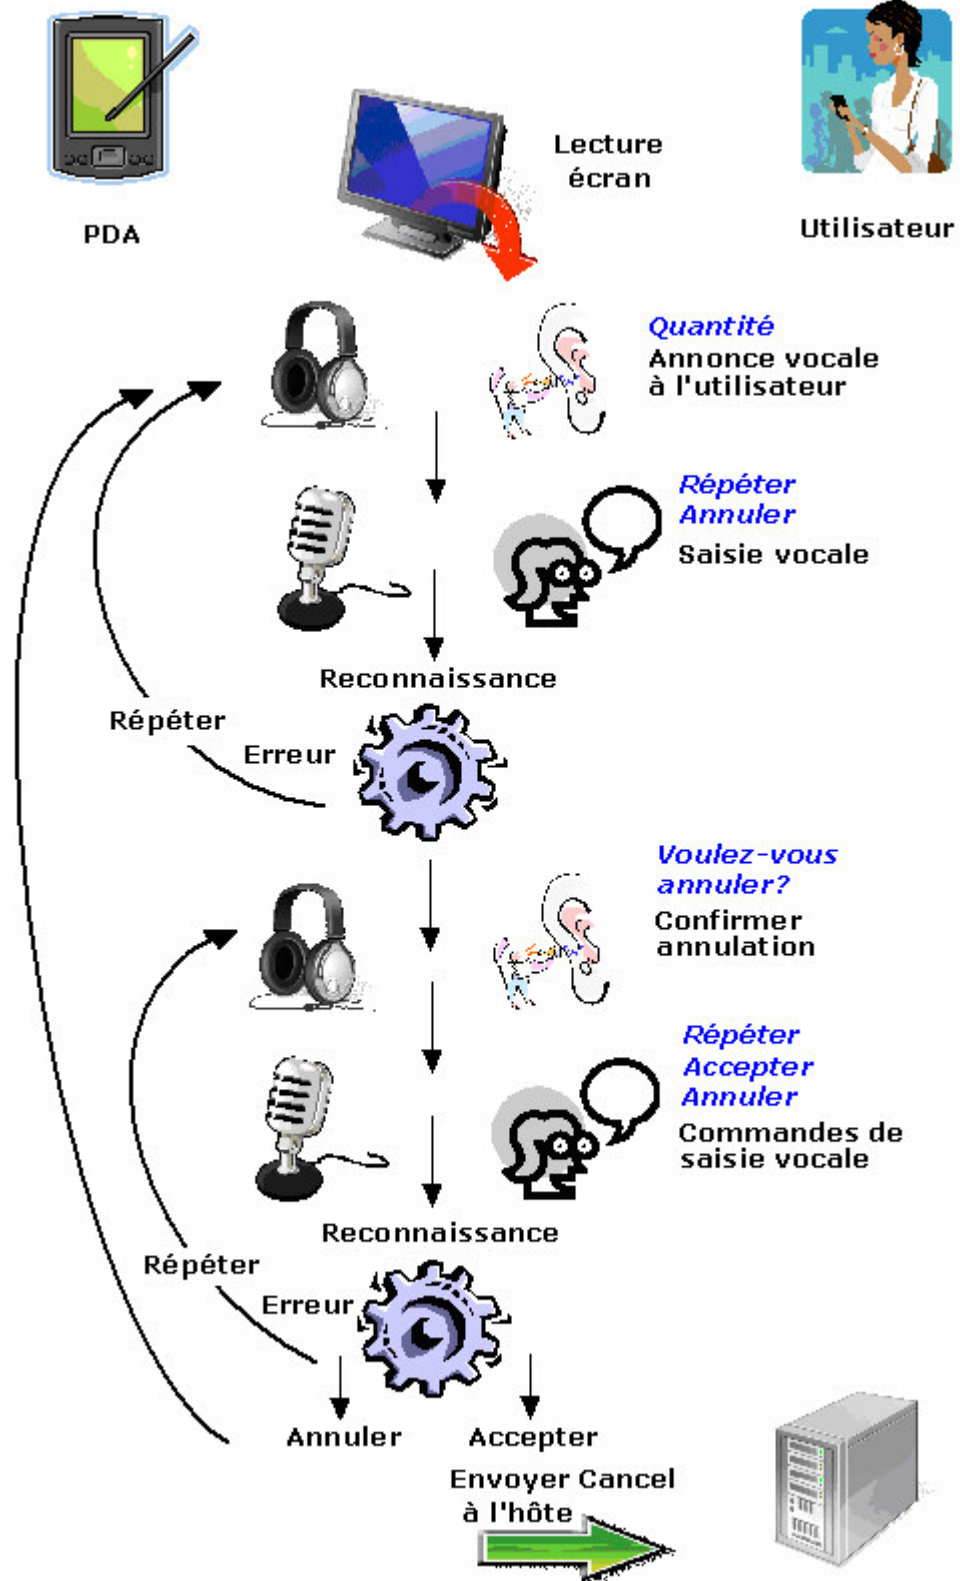 Lecture
écran
PDA
Utilisateur
Quantité
Annonce vocale
à l'utilisateur
Répéter
Annuler
Saisie vocale
Reconnaissance
Répéter
Erreur
Voulez-vous
annuler?
Confirmer
annulation
Répéter
Accepter
Annuler
Commandes de
saisie vocale
Reconnaissance
Répéter
Erreur
Annuler
Accepter
Envoyer Cancel
à l'hôte